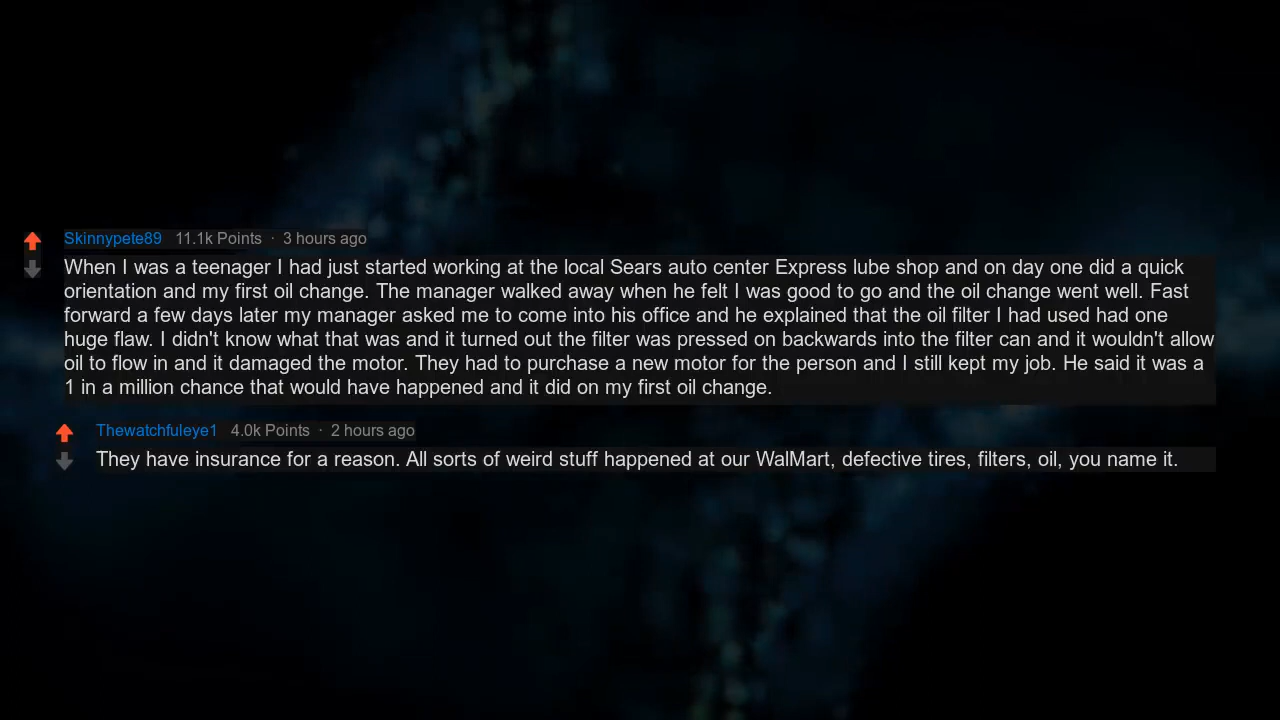 Skinnypete89 11.1k Points · 3 hours ago
When I was a teenager I had just started working at the local Sears auto center Express lube shop and on day one did a quick
orientation and my first oil change. The manager walked away when he felt I was good to go and the oil change went well. Fast
forward a few days later my manager asked me to come into his office and he explained that the oil filter I had used had one
huge flaw. I didn't know what that was and it turned out the filter was pressed on backwards into the filter can and it wouldn't allow
oil to flow in and it damaged the motor. They had to purchase a new motor for the person and I still kept my job. He said it was a
1 in a million chance that would have happened and it did on my first oil change.
Thewatchfuleye1 4.0k Points · 2 hours ago
They have insurance for a reason. All sorts of weird stuff happened at our WalMart, defective tires, filters, oil, you name it.